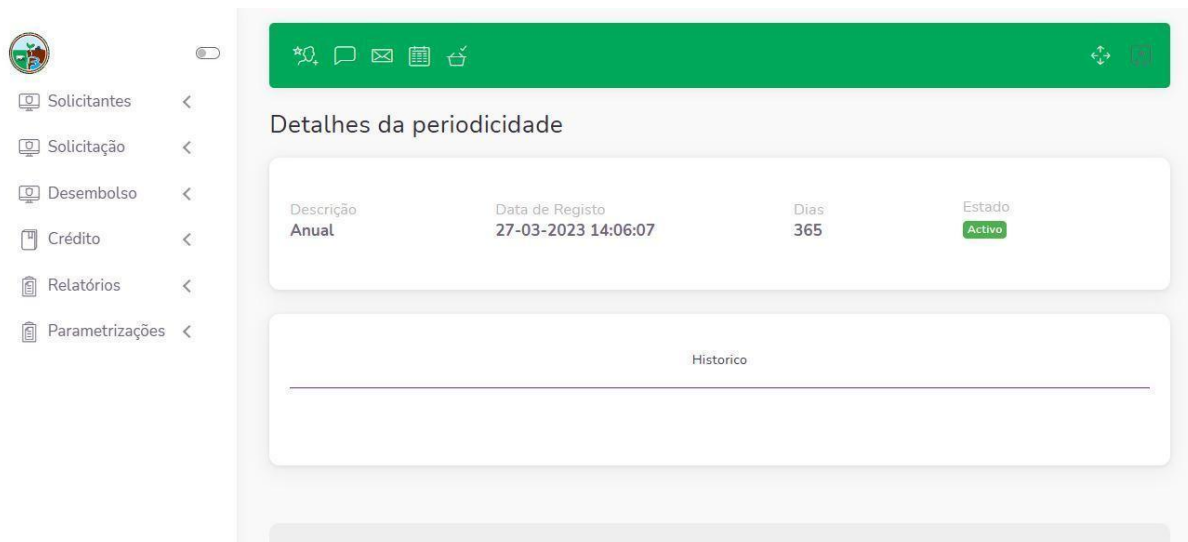 Solicitantes
Solicitação
Desembolso
Crédito
Relatórios
Parametrizações
Detalhes da periodicidade
Descrição Data de Registo Dias Estado
Anual 27-03-2023 14:06:07 365 Activo
Historico